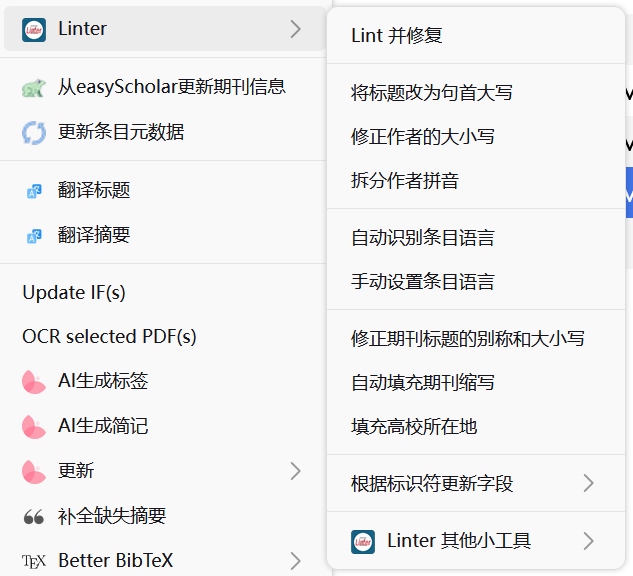 Linter
从easyScholar更新期刊信息
更新条目元数据
翻译标题
翻译摘要
Update IF(s)
OCR selected PDF(s)
AI生成标签
AI生成简记
更新
补全缺失摘要
TEX Better BibTeX
Lint 并修复
将标题改为句首大写
修正作者的大小写
拆分作者拼音
自动识别条目语言
手动设置条目语言
修正期刊标题的别称和大小写
自动填充期刊缩写
填充高校所在地
根据标识符更新字段
Linter 其他小工具